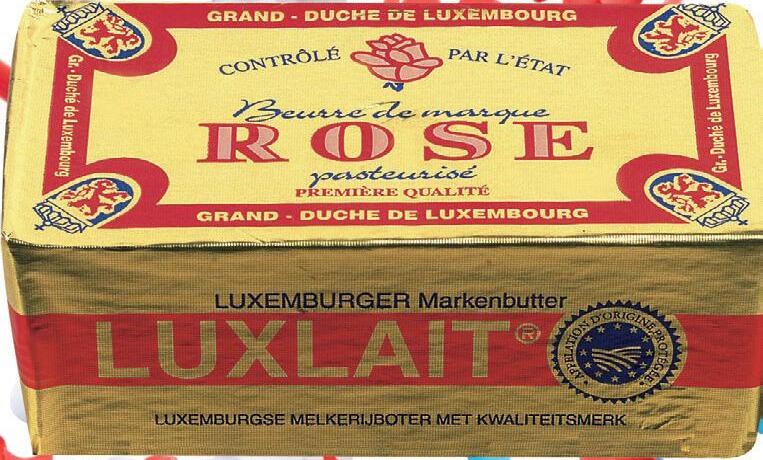 GRAND - DUCHE DE LUXEMBOURG
CONTRÔLÉ PAR L'ÉTAT
Gr. - Duché de Luxembourg
Gr. - Duché de Luxembourg
Beurre de marque
ROSE
pasteurisé
PREMIÈRE QUALITÉ
GRAND - DUCHE DE LUXEMBOURG
LUXEMBURGER Markenbutter
LUXLAIT®
APPELLATION D'ORIGINE PROTÉGÉE
LUXEMBURGSE MELKERIJBOTER MET KWALITEITSMERK